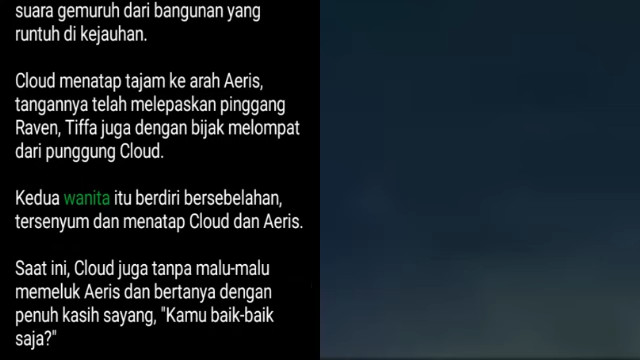 suara gemuruh dari bangunan yang
runtuh di kejauhan.
Cloud menatap tajam ke arah Aeris,
tangannya telah melepaskan pinggang
Raven, Tiffa juga dengan bijak melompat
dari punggung Cloud.
Kedua wanita itu berdiri bersebelahan,
tersenyum dan menatap Cloud dan Aeris.
Saat ini, Cloud juga tanpa malu-malu
memeluk Aeris dan bertanya dengan
penuh kasih sayang, "Kamu baik-baik
saja?"